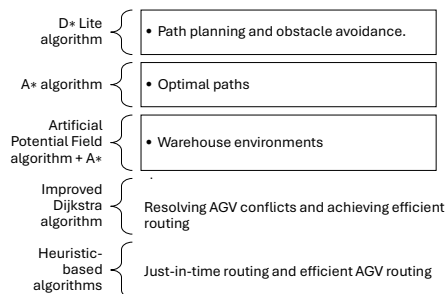 D* Lite
algorithm
• Path planning and obstacle avoidance.
A* algorithm
• Optimal paths
Artificial
Potential Field
algorithm + A*
• Warehouse environments
Improved
Dijkstra
algorithm
Resolving AGV conflicts and achieving efficient
routing
Heuristic-
based
algorithms
Just-in-time routing and efficient AGV routing